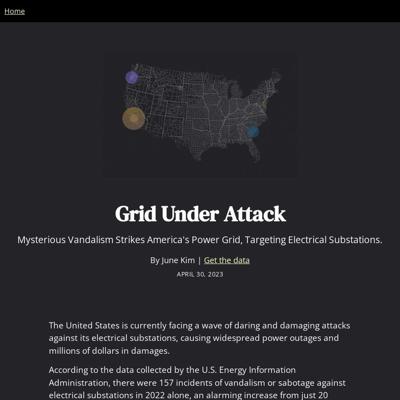 Home
Grid Under Attack
Mysterious Vandalism Strikes America's Power Grid, Targeting Electrical Substations.
By June Kim | Get the data
APRIL 30, 2023
The United States is currently facing a wave of daring and damaging attacks
against its electrical substations, causing widespread power outages and
millions of dollars in damages.
According to the data collected by the U.S. Energy Information
Administration, there were 157 incidents of vandalism or sabotage against
electrical substations in 2022 alone, an alarming increase from just 20